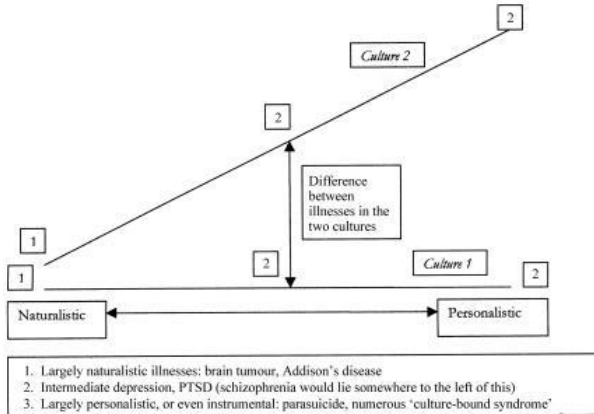 2
Culture 2
2
Difference
between
illnesses in the
two cultures
1
1
2
Culture 1
2
Naturalistic
Personalistic
1. Largely naturalistic illnesses: brain tumour, Addison's disease
2. Intermediate depression, PTSD (schizophrenia would lie somewhere to the left of this)
3. Largely personalistic, or even instrumental: parasuicide, numerous 'culture-bound syndrome'